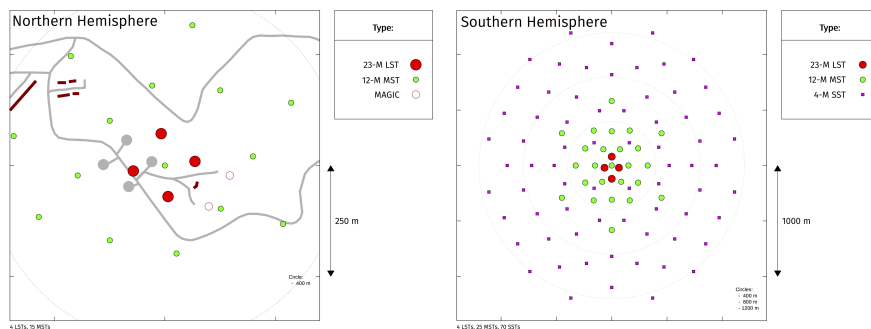 Northern Hemisphere
Type:
23-M LST
12-M MST
MAGIC
250 m
Circle:
- 400 m
4 LSTs, 15 MSTs
Southern Hemisphere
Type:
23-M LST
12-M MST
4-M SST
1000 m
Circles:
- 400 m
- 800 m
- 1200 m
4 LSTs, 25 MSTs, 70 SSTs